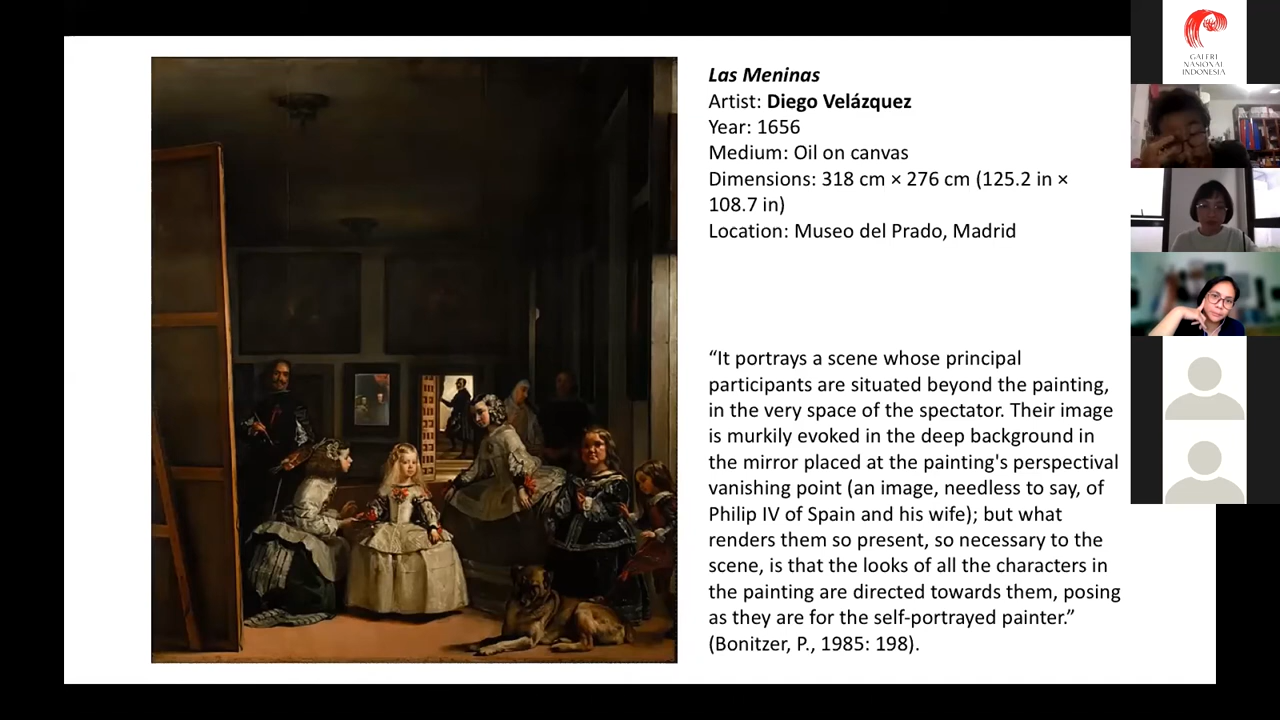 Las Meninas
Artist: Diego Velázquez
Year: 1656
Medium: Oil on canvas
Dimensions: 318 cm × 276 cm (125.2 in ×
108.7 in)
Location: Museo del Prado, Madrid
“It portrays a scene whose principal
participants are situated beyond the painting,
in the very space of the spectator. Their image
is murkily evoked in the deep background in
the mirror placed at the painting's perspectival
vanishing point (an image, needless to say, of
Philip IV of Spain and his wife); but what
renders them so present, so necessary to the
scene, is that the looks of all the characters in
the painting are directed towards them, posing
as they are for the self-portrayed painter.”
(Bonitzer, P., 1985: 198).
GALERI
NASIONAL
INDONESIA